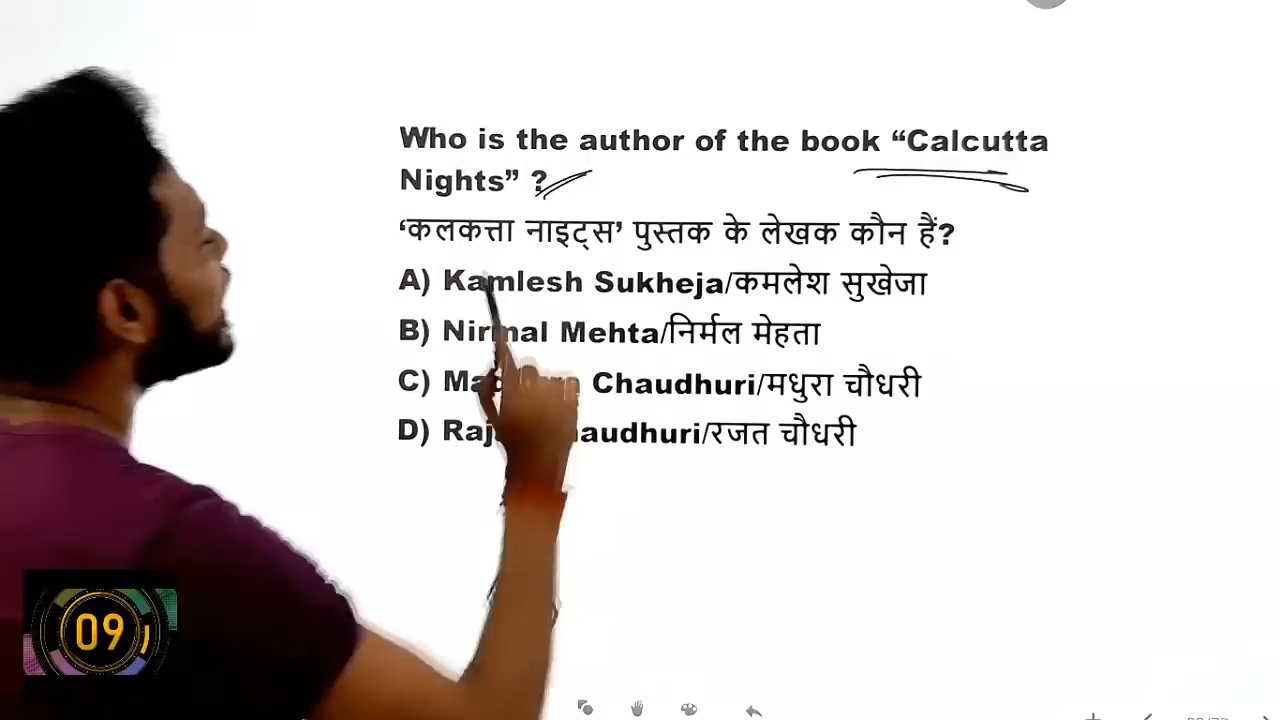 Who is the author of the book “Calcutta
Nights” ?
‘कलकत्ता नाइट्स’ पुस्तक के लेखक कौन हैं?
A) Kamlesh Sukheja/कमलेश सुखेजा
B) Nirmal Mehta/निर्मल मेहता
C) Chaudhuri/मधुरा चौधरी
D) रजत चौधरी
09